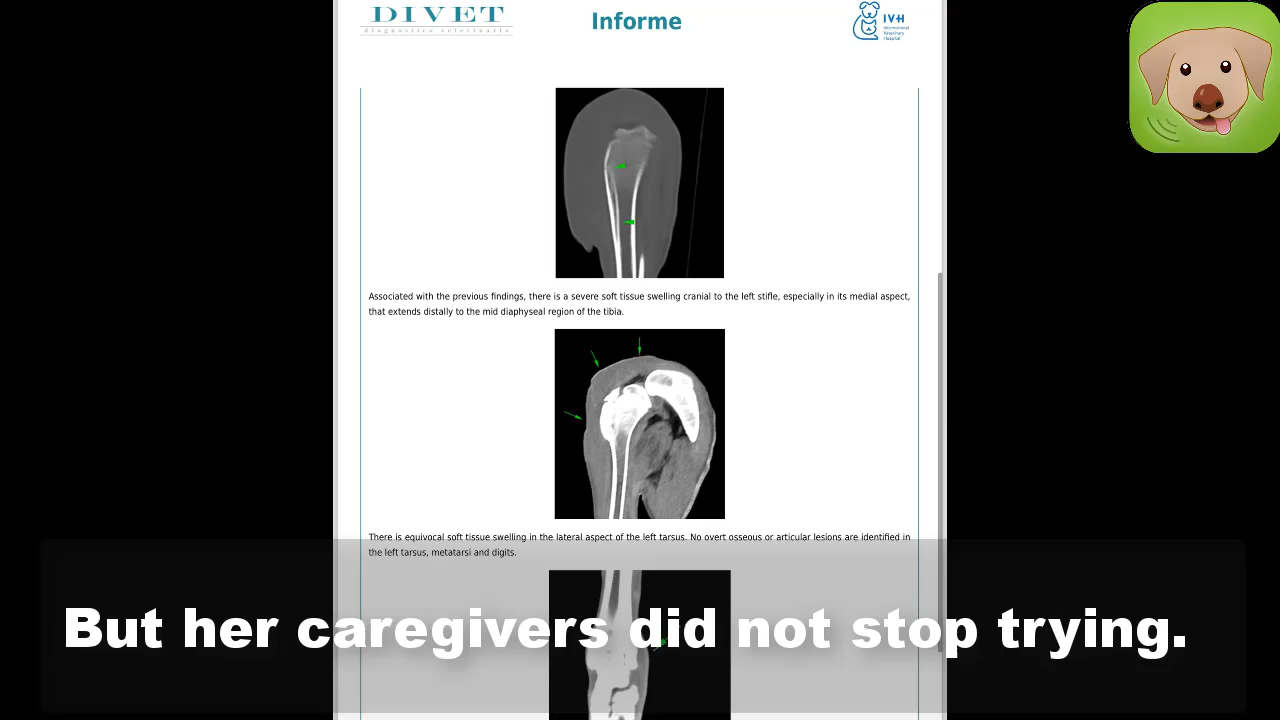 DIVET
diagnóstico veterinario
Informe
IVH
International
Veterinary
Hospital
Associated with the previous findings, there is a severe soft tissue swelling cranial to the left stifle, especially in its medial aspect,
that extends distally to the mid diaphyseal region of the tibia.
There is equivocal soft tissue swelling in the lateral aspect of the left tarsus. No overt osseous or articular lesions are identified in
the left tarsus, metatarsi and digits.
But her caregivers did not stop trying.